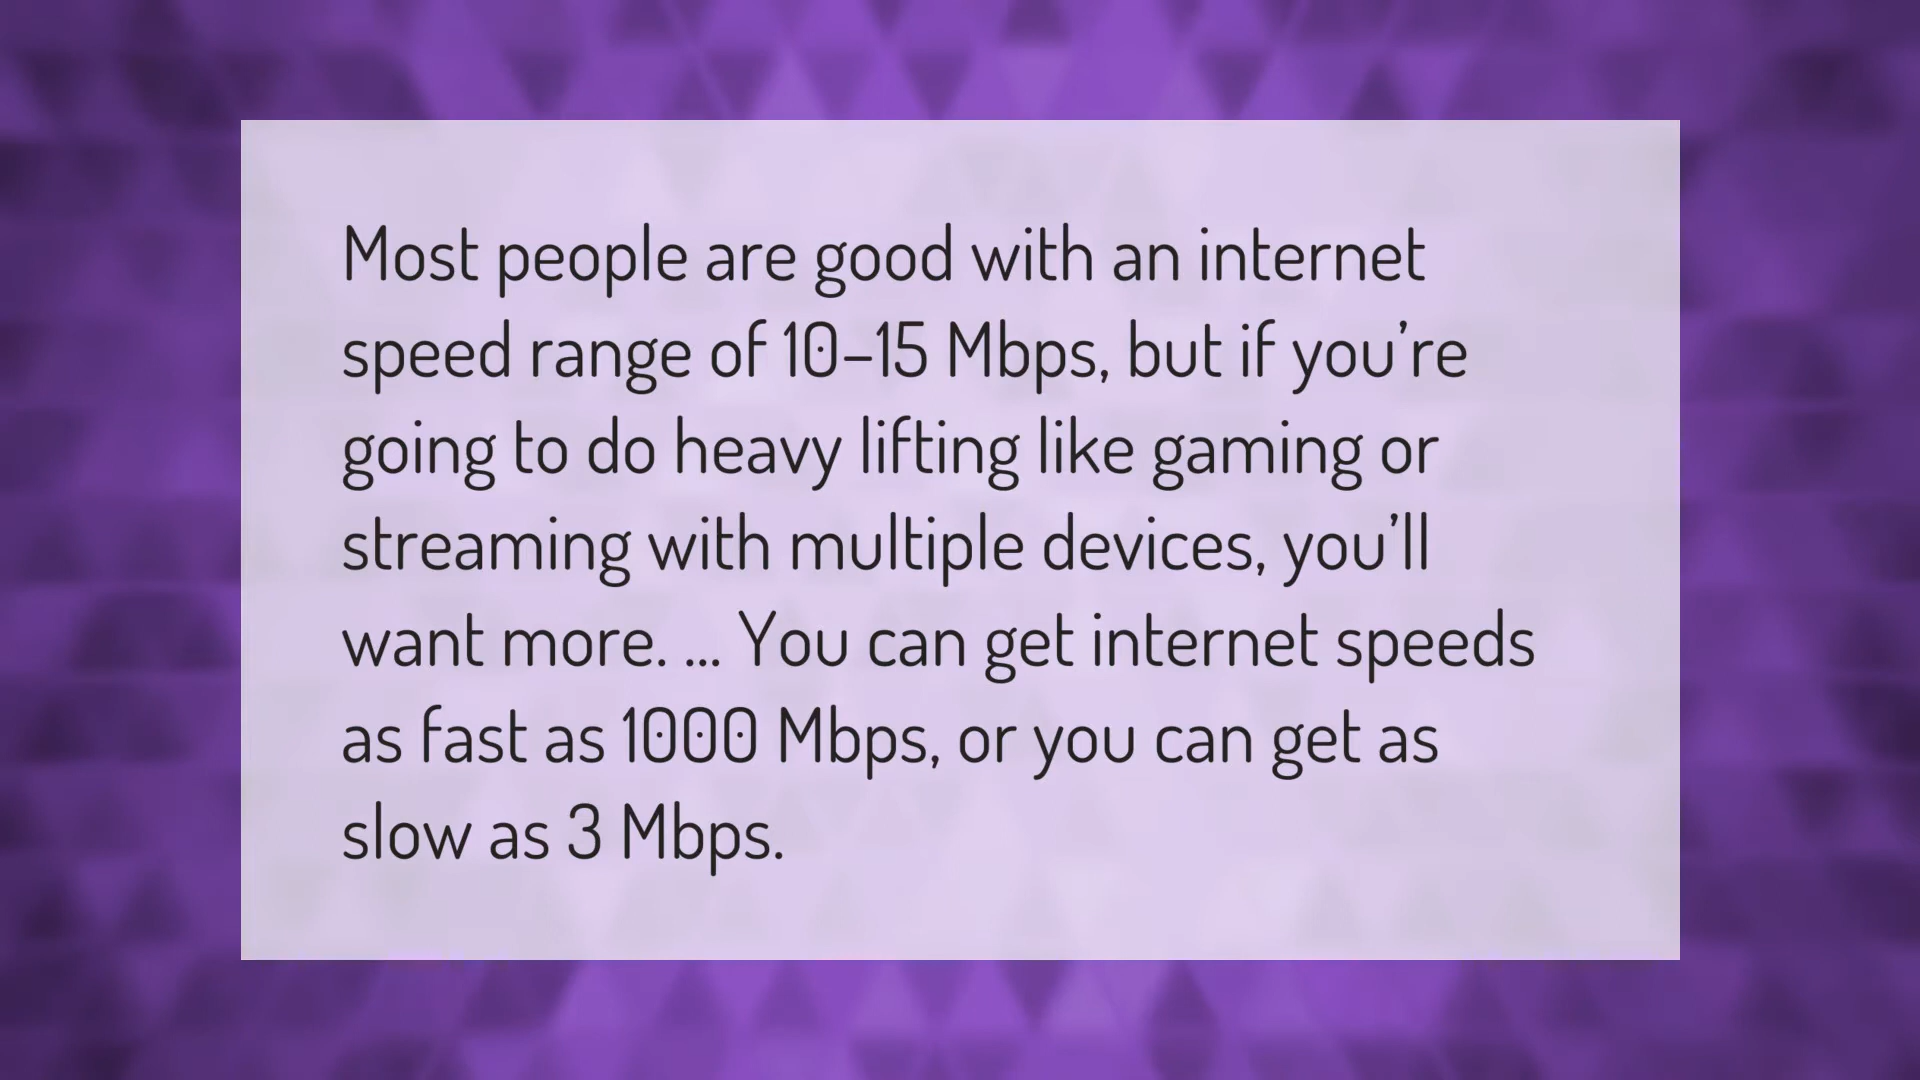 Most people are good with an internet
speed range of 10–15 Mbps, but if you’re
going to do heavy lifting like gaming or
streaming with multiple devices, you’ll
want more. ... You can get internet speeds
as fast as 1000 Mbps, or you can get as
slow as 3 Mbps.